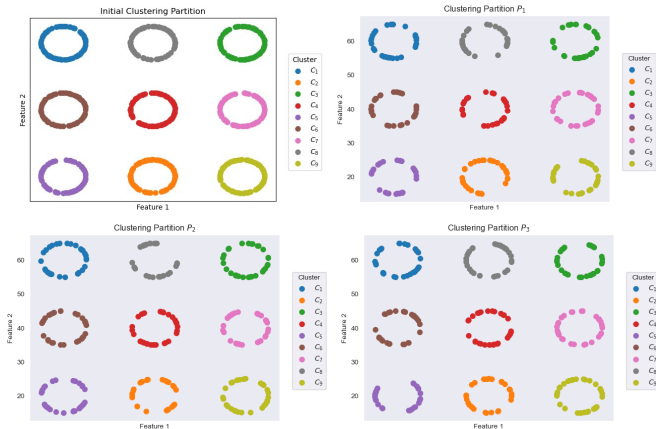 Initial Clustering Partition
Feature 2
Feature 1
Cluster
C1
C2
C3
C4
C5
C6
C7
C8
C9
Clustering Partition P1
60
50
40
30
20
Feature 2
Feature 1
Cluster
C1
C2
C3
C4
C5
C6
C7
C8
C9
Clustering Partition P2
60
50
40
30
20
Feature 2
Feature 1
Cluster
C1
C2
C3
C4
C5
C6
C7
C8
C9
Clustering Partition P3
60
50
40
30
20
Feature 2
Feature 1
Cluster
C1
C2
C3
C4
C5
C6
C7
C8
C9